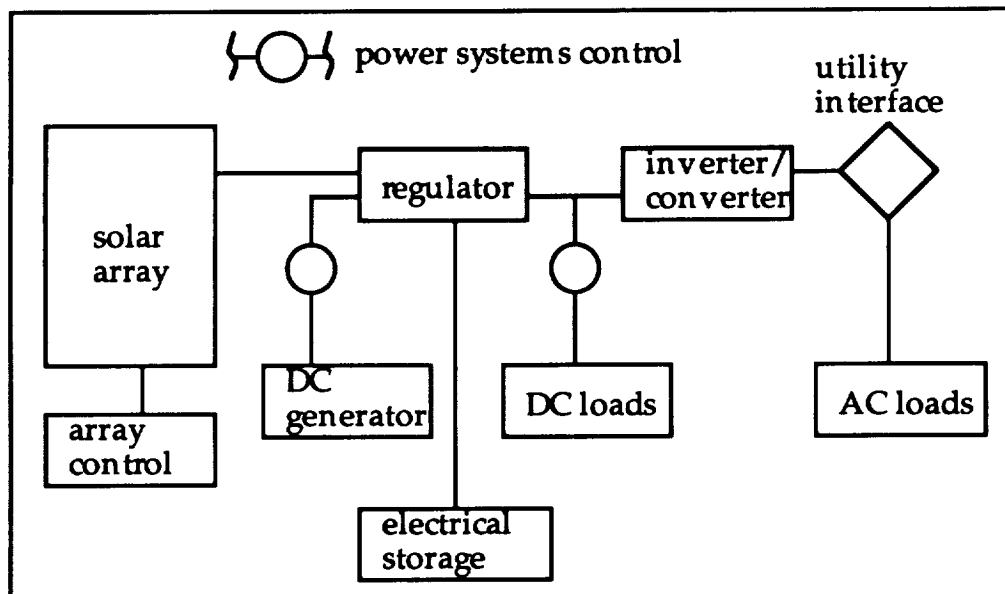 power systems control
utility
interface
solar
array
regulator
inverter/
converter
DC
generator
DC loads
AC loads
array
control
electrical
storage